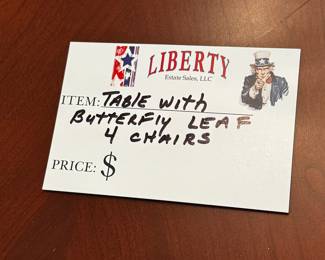 LIBERTY
Estate Sales, LLC
ITEM: TABLE with
BUTTERFLY LEAF
4 CHAIRS
PRICE: $